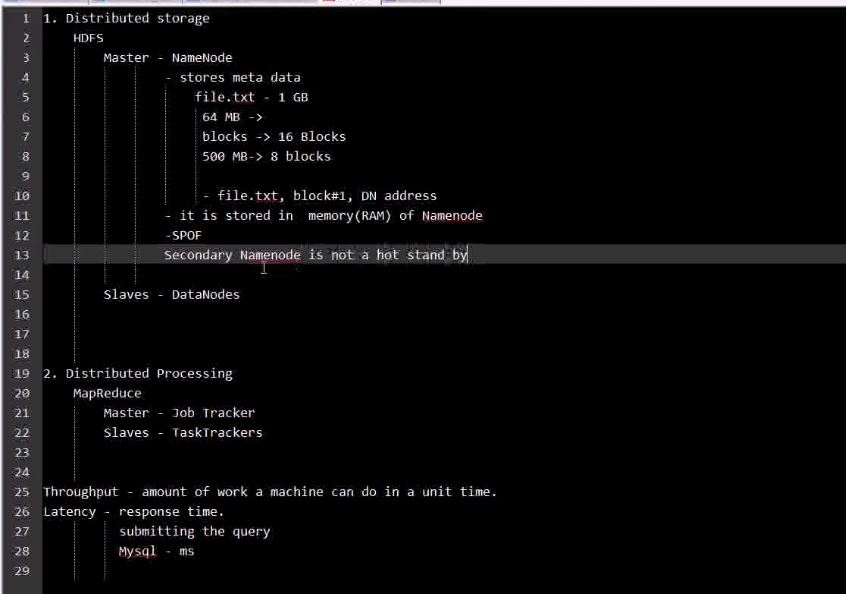 1 1. Distributed storage
2 HDFS
3 Master - NameNode
4 - stores meta data
5 file.txt - 1 GB
6 64 MB ->
7 blocks -> 16 Blocks
8 500 MB-> 8 blocks
9
10 - file.txt, block#1, DN address
11 - it is stored in memory(RAM) of Namenode
12 -SPOF
13 Secondary Namenode is not a hot stand by
14
15 Slaves - DataNodes
16
17
18
19 2. Distributed Processing
20 MapReduce
21 Master - Job Tracker
22 Slaves - TaskTrackers
23
24
25 Throughput - amount of work a machine can do in a unit time.
26 Latency - response time.
27 submitting the query
28 Mysql - ms
29